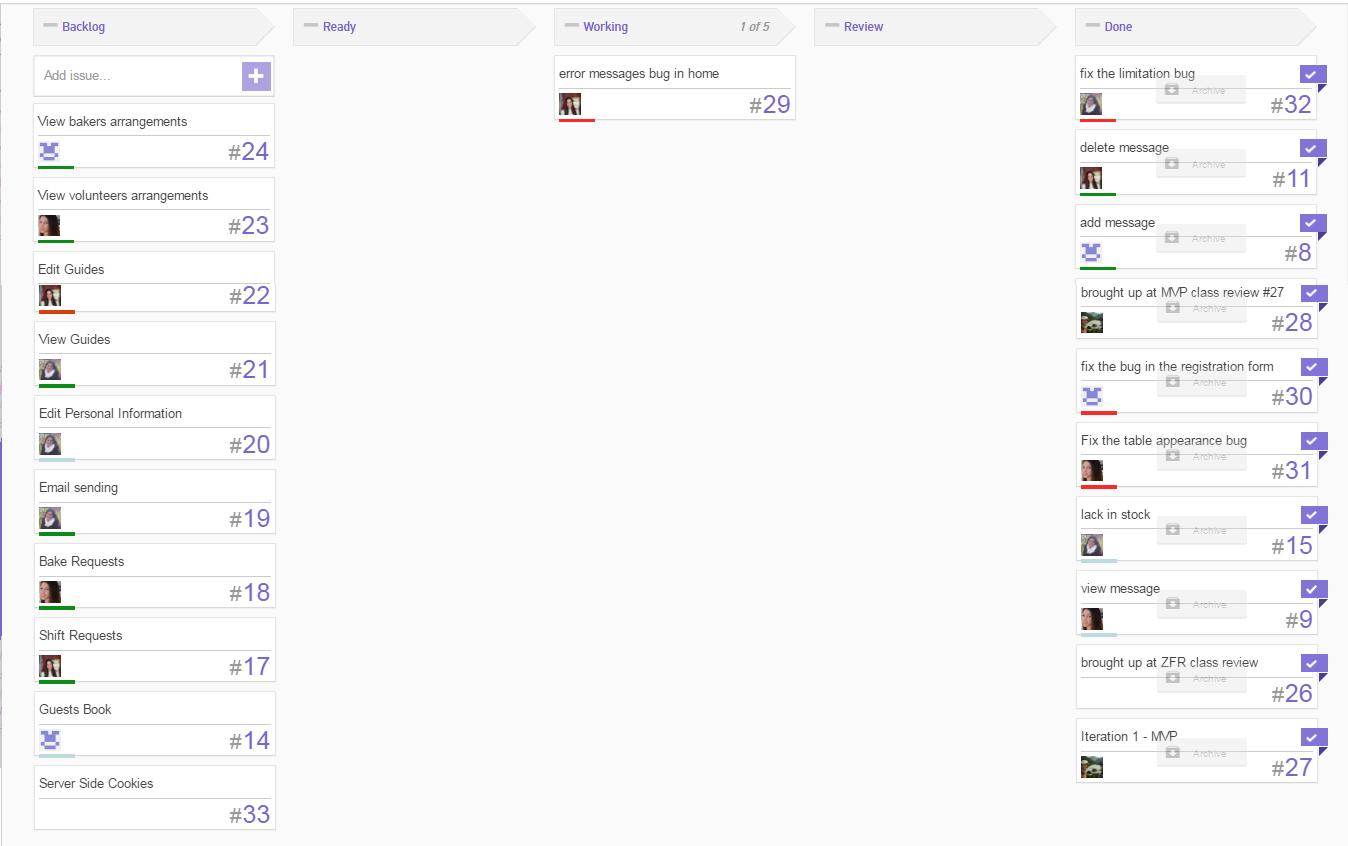 Backlog
Add issue...
View bakers arrangements
#24
View volunteers arrangements
#23
Edit Guides
#22
View Guides
#21
Edit Personal Information
#20
Email sending
#19
Bake Requests
#18
Shift Requests
#17
Guests Book
#14
Server Side Cookies
#33
Ready
Working 1 of 5
error messages bug in home
#29
Review
Done
fix the limitation bug
Archive
#32
delete message
Archive
#11
add message
Archive
#8
brought up at MVP class review #27
Archive
#28
fix the bug in the registration form
Archive
#30
Fix the table appearance bug
Archive
#31
lack in stock
Archive
#15
view message
Archive
#9
brought up at ZFR class review
Archive
#26
Iteration 1 - MVP
Archive
#27